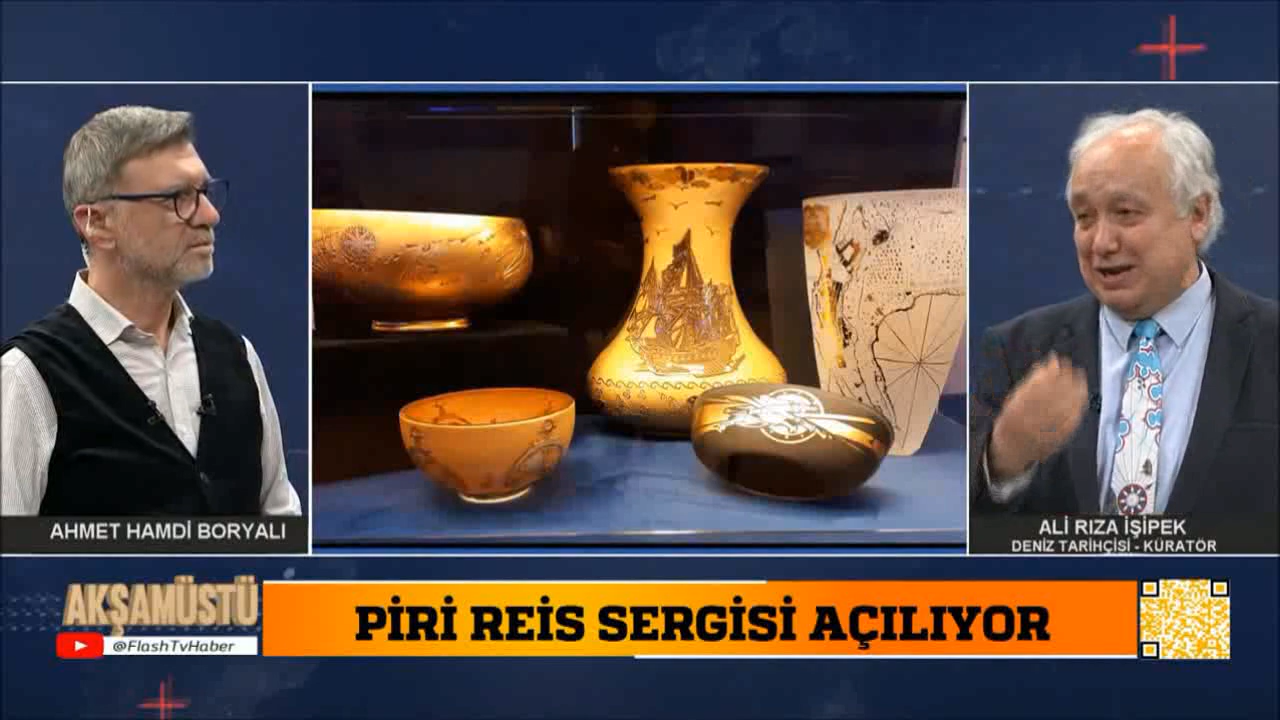 AHMET HAMDİ BORYALI
ALİ RIZA İŞİPEK
DENİZ TARİHÇİSİ - KÜRATÖR
AKŞAMÜSTÜ
@FlashTvHaber
PİRİ REİS SERGİSİ AÇILIYOR